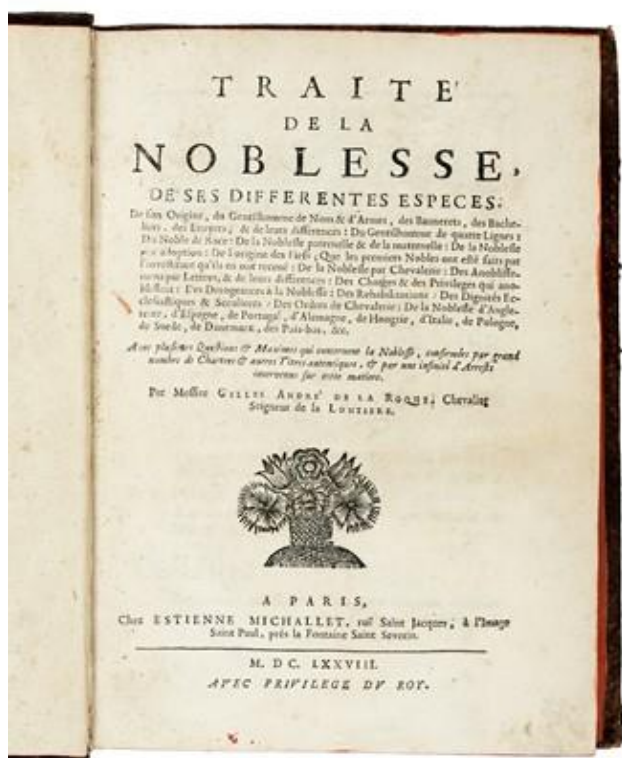 TRAITE'
DE LA
NOBLESSE,
DE SES DIFFERENTES ESPECES,
De son Origine, du Gentilhomme de Nom & d'Armes, des Bannerets, des Bache-
liers, des Ecuyers, & de leurs differences : Du Gentilhomme de quatre Lignes :
Du Noble de Race : De la Noblesse paternelle & de la maternelle : De la Noblesse
par adoption : De l'origine des Fiefs ; Que les premiers Nobles ont esté faits par
l'investiture qu'ils en ont receuë : De la Noblesse par Chevalerie : Des Anoblisse-
mens par Lettres, & de leurs differences : Des Charges & des Privileges qui ano-
blissent : Des Derogeances à la Noblesse : Des Rehabilitations : Des Dignités Ec-
clesiastiques & Seculieres : Des Ordres de Chevalerie : De la Noblesse d'Angle-
terre, d'Espagne, de Portugal, d'Alemagne, de Hongrie, d'Italie, de Pologne,
de Suede, de Danemarx, des Pais-bas, &c.
Avec plusieurs Questions & Maximes qui concernent la Noblesse, confirmées par grand
nombre de Chartres & autres Titres autentiques, & par une infinité d'Arrests
intervenus sur cette matiere.
Par Messire GILLES ANDRE' DE LA ROQUE, Chevalier
Seigneur de la LONTIERE.
A PARIS,
Chez ESTIENNE MICHALLET, ruë Saint Jacques, à l'Image
Saint Paul, prés la Fontaine Saint Severin.
M. DC. LXXVIII.
AVEC PRIVILEGE DV ROY.